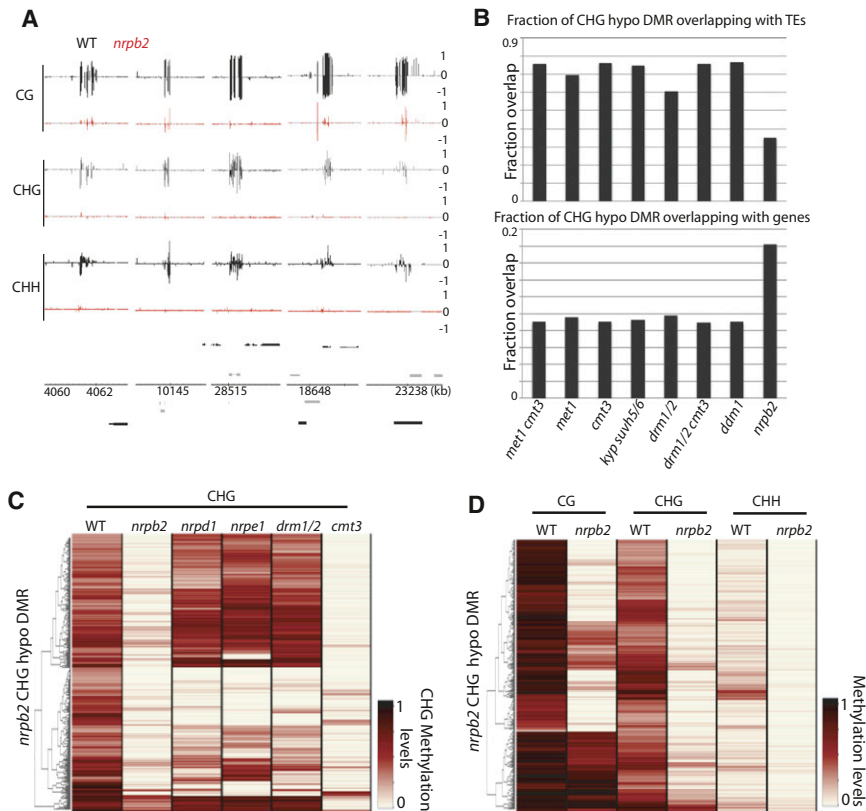 A
WT nrpb2
CG
1
0
-1
1
0
-1
CHG
1
0
-1
1
0
-1
CHH
1
0
-1
1
0
-1
4060 4062 10145 28515 18648 23238 (kb)
B
Fraction of CHG hypo DMR overlapping with TEs
0.9
Fraction overlap
0
Fraction of CHG hypo DMR overlapping with genes
0.2
Fraction overlap
0
met1 cmt3
met1
cmt3
kyp suvh5/6
drm1/2
drm1/2 cmt3
ddm1
nrpb2
C
CHG
WT nrpb2 nrpd1 nrpe1 drm1/2 cmt3
nrpb2 CHG hypo DMR
1
0
CHG Methylation
levels
D
CG CHG CHH
WT nrpb2 WT nrpb2 WT nrpb2
nrpb2 CHG hypo DMR
1
0
Methylation levels